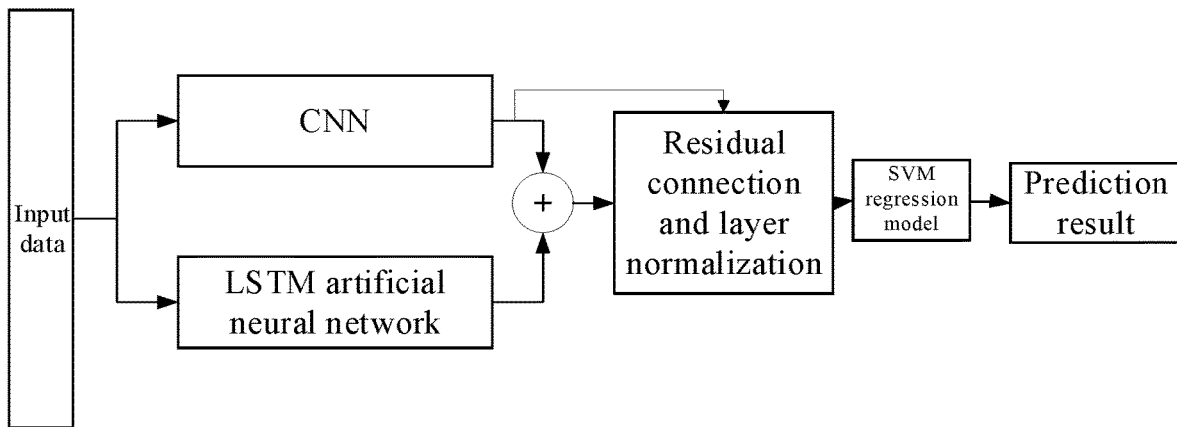 Input
data
CNN
LSTM artificial
neural network
+
Residual
connection
and layer
normalization
SVM
regression
model
Prediction
result